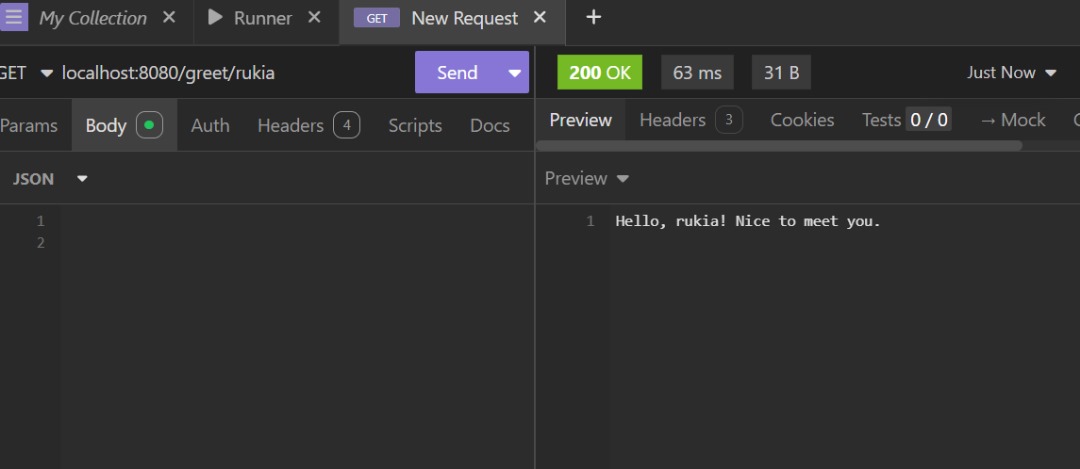 My Collection × Runner × GET New Request × +
GET localhost:8080/greet/rukia Send
200 OK 63 ms 31 B Just Now
Params Body Auth Headers 4 Scripts Docs
Preview Headers 3 Cookies Tests 0 / 0 → Mock
JSON
Preview
1
2
1 Hello, rukia! Nice to meet you.